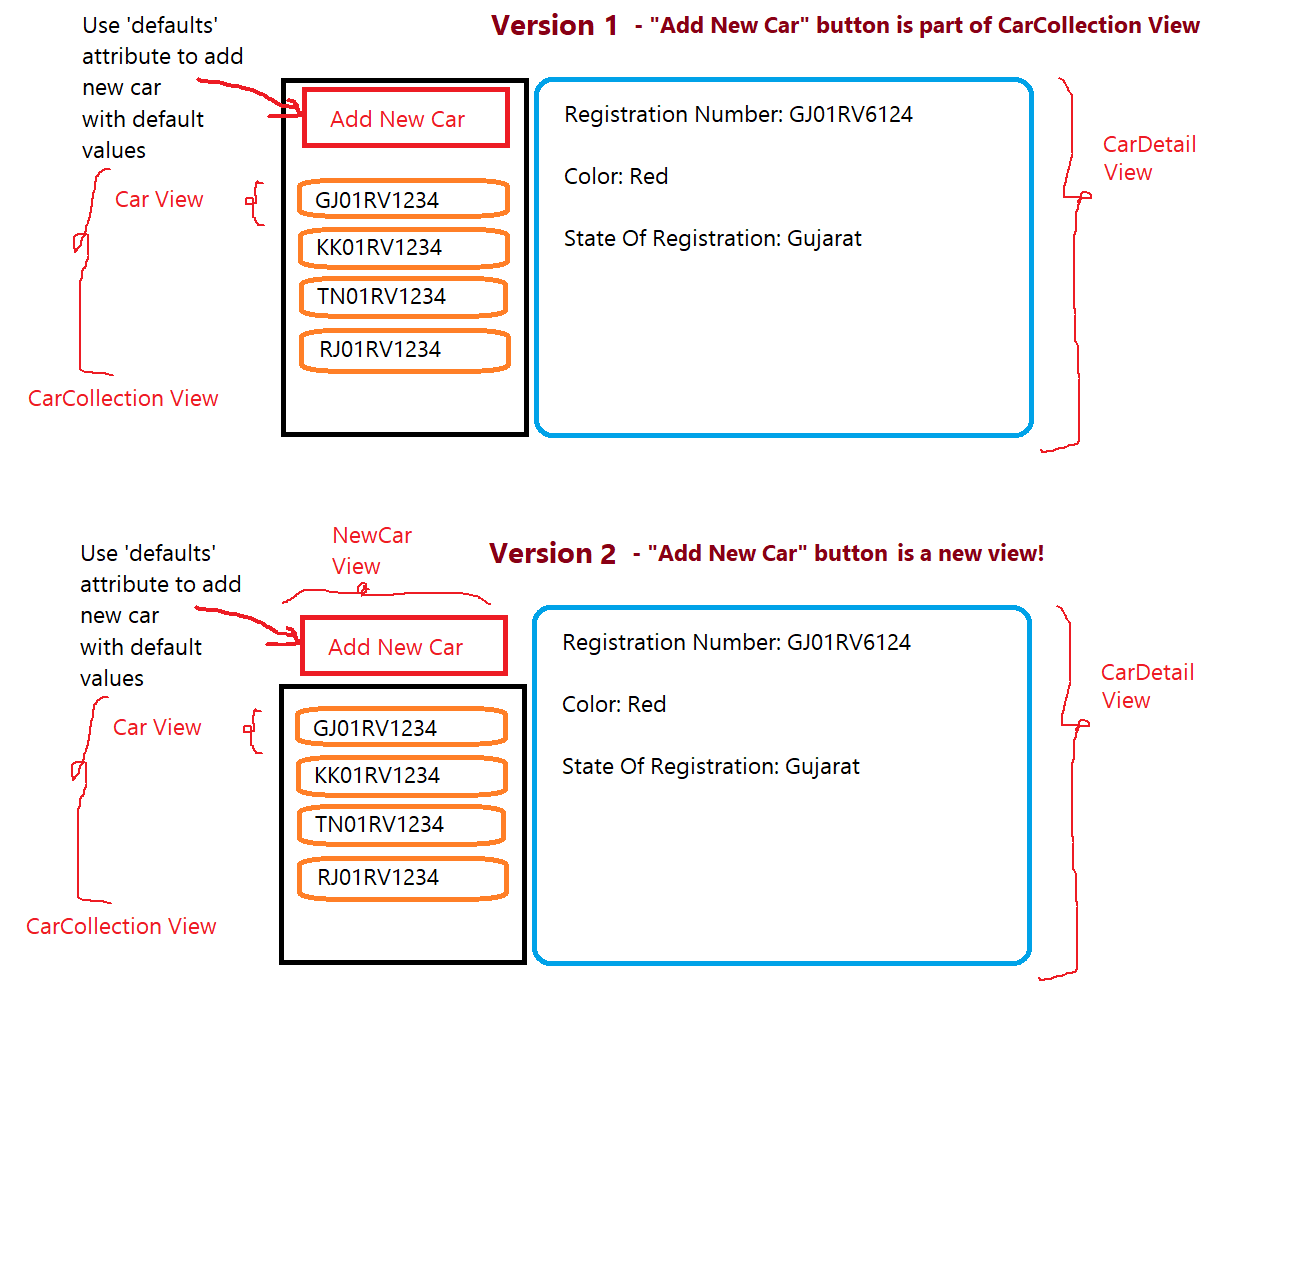 Use 'defaults'
attribute to add
new car
with default
values
Version 1 - "Add New Car" button is part of CarCollection View
Add New Car
Car View
GJ01RV1234
KK01RV1234
TN01RV1234
RJ01RV1234
CarCollection View
Registration Number: GJ01RV6124
Color: Red
State Of Registration: Gujarat
CarDetail
View
Use 'defaults'
attribute to add
new car
with default
values
NewCar
View
Version 2 - "Add New Car" button is a new view!
Add New Car
Car View
GJ01RV1234
KK01RV1234
TN01RV1234
RJ01RV1234
CarCollection View
Registration Number: GJ01RV6124
Color: Red
State Of Registration: Gujarat
CarDetail
View